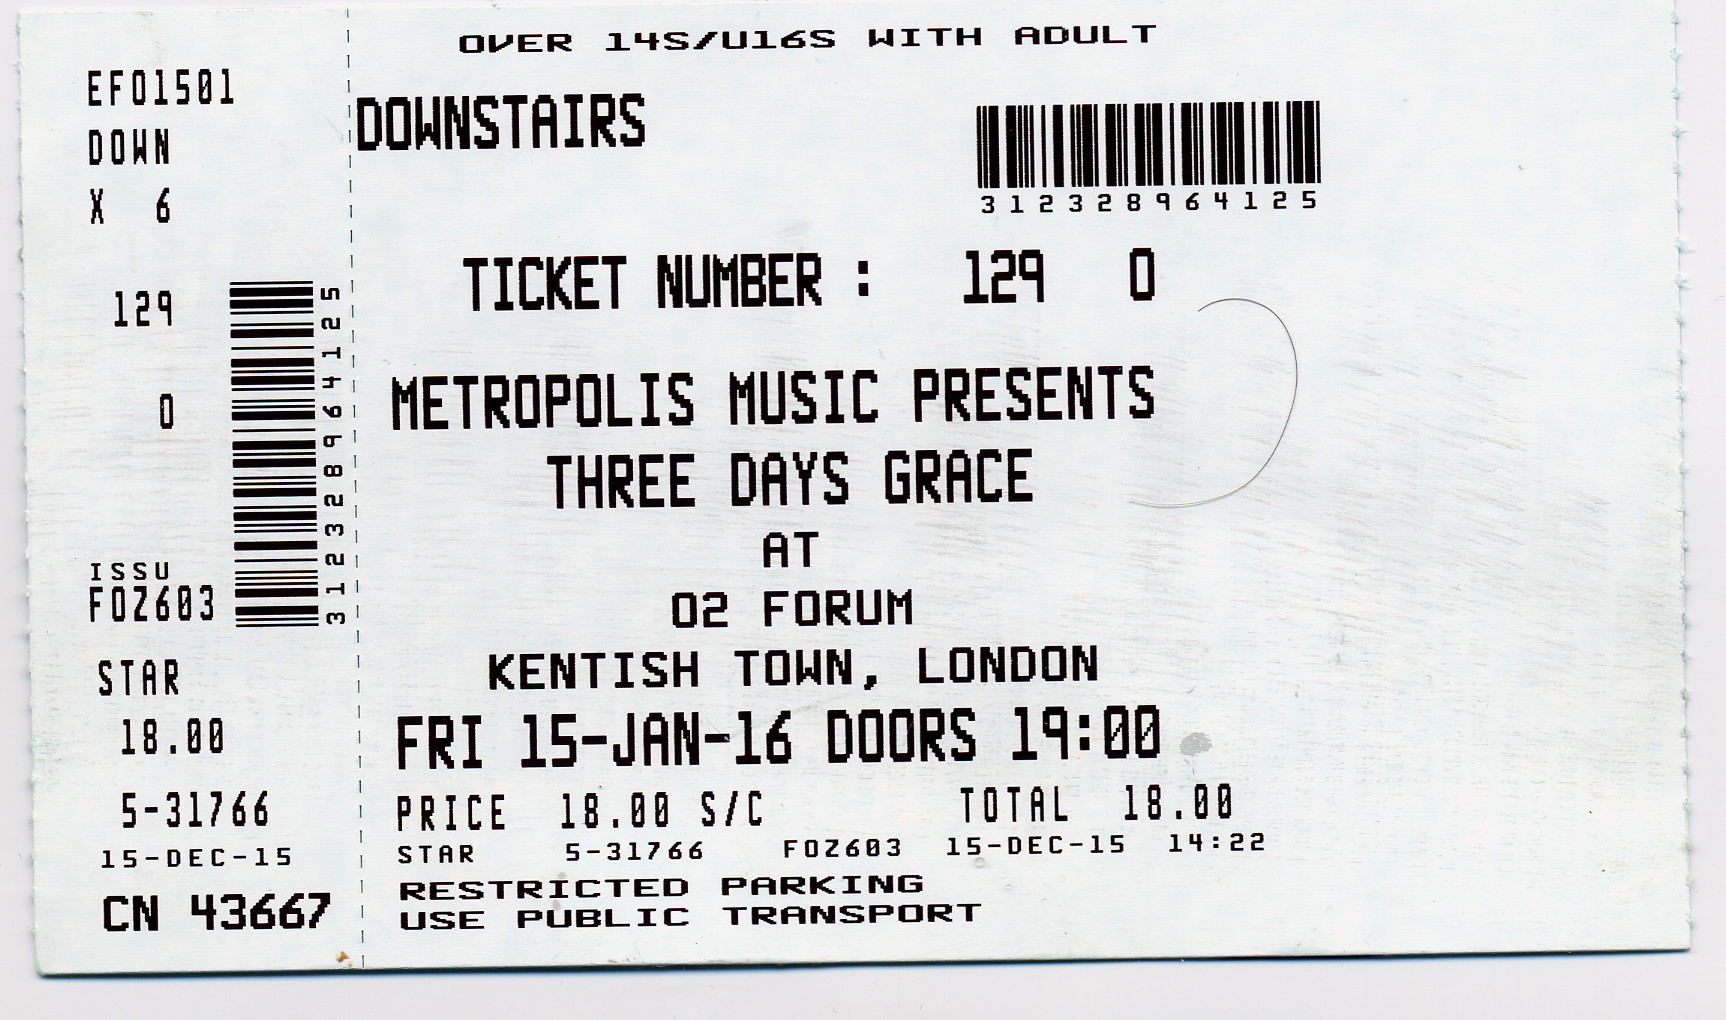 OVER 14S/U16S WITH ADULT
EFO1501
DOWN
X 6
129
0
312328964125
ISSU
FOZ603
STAR
18.00
5-31766
15-DEC-15
CN 43667
DOWNSTAIRS
312328964125
TICKET NUMBER : 129 0
METROPOLIS MUSIC PRESENTS
THREE DAYS GRACE
AT
O2 FORUM
KENTISH TOWN, LONDON
FRI 15-JAN-16 DOORS 19:00
PRICE 18.00 S/C TOTAL 18.00
STAR 5-31766 FOZ603 15-DEC-15 14:22
RESTRICTED PARKING
USE PUBLIC TRANSPORT